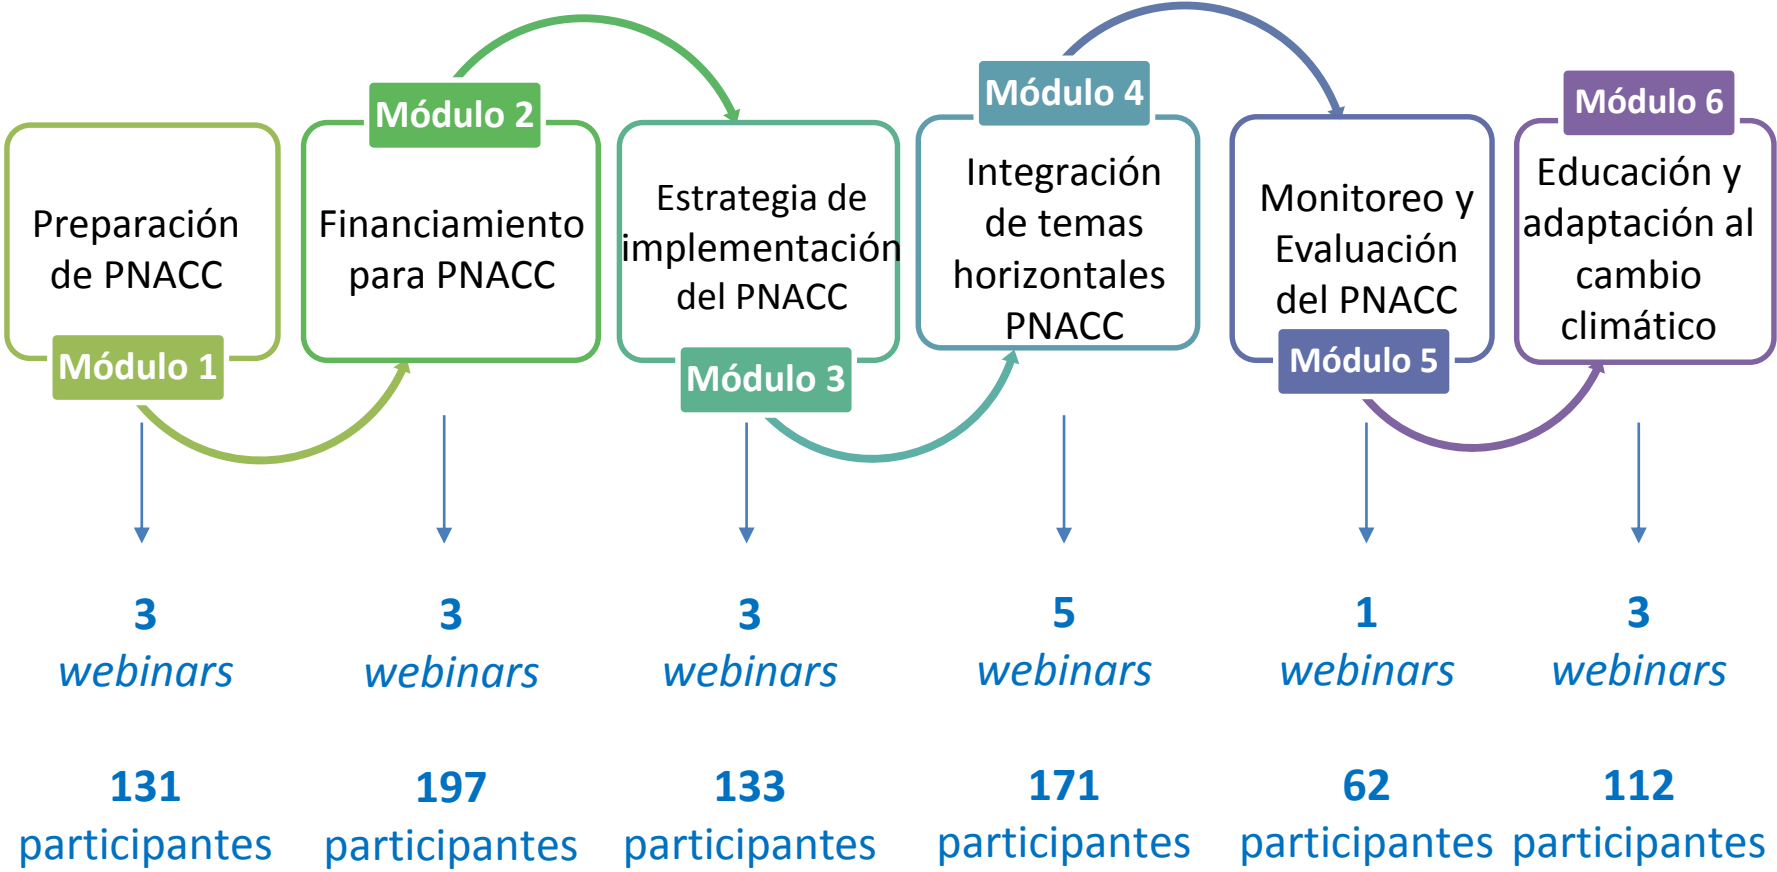 Preparación
de PNACC
Módulo 1
Módulo 2
Financiamiento
para PNACC
Estrategia de
implementación
del PNACC
Módulo 3
Módulo 4
Integración
de temas
horizontales
PNACC
Monitoreo y
Evaluación
del PNACC
Módulo 5
Módulo 6
Educación y
adaptación al
cambio
climático
3
webinars
131
participantes
3
webinars
197
participantes
3
webinars
133
participantes
5
webinars
171
participantes
1
webinars
62
participantes
3
webinars
112
participantes